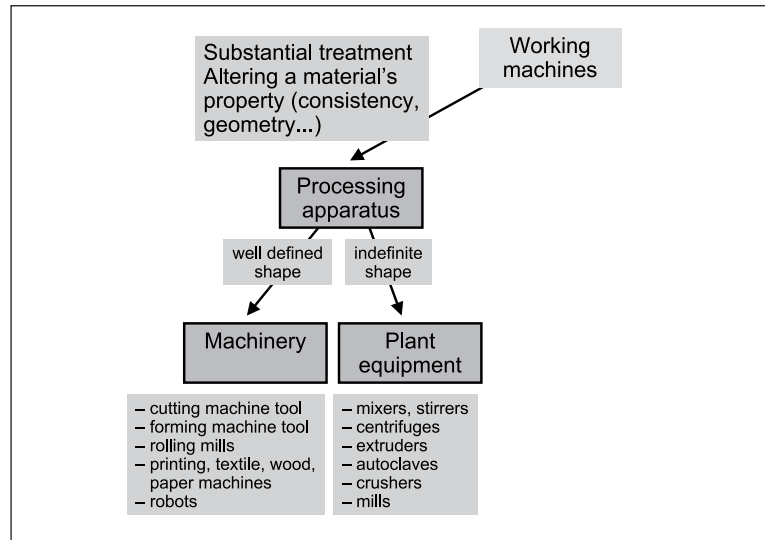 Substantial treatment
Altering a material's
property (consistency,
geometry...)
Working
machines
Processing
apparatus
well defined
shape
indefinite
shape
Machinery
Plant
equipment
– cutting machine tool
– forming machine tool
– rolling mills
– printing, textile, wood,
paper machines
– robots
– mixers, stirrers
– centrifuges
– extruders
– autoclaves
– crushers
– mills